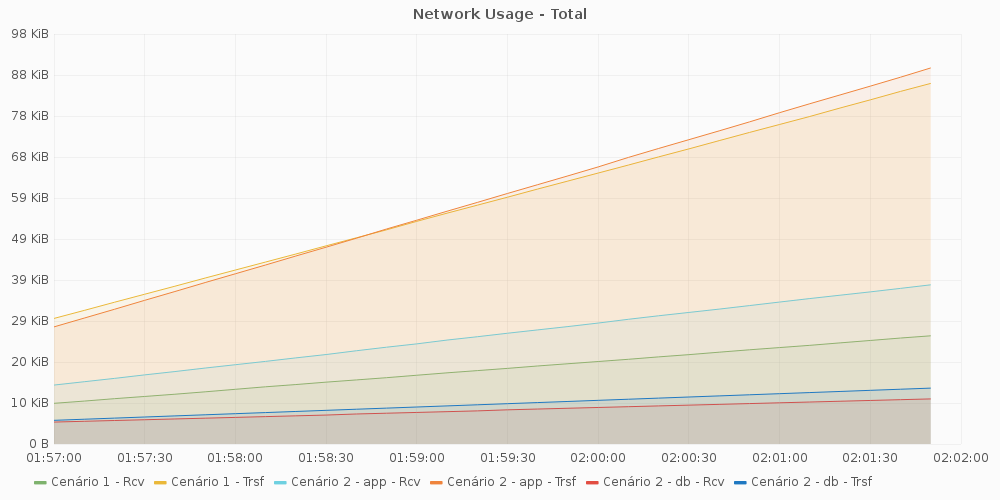 Network Usage - Total
98 KiB
88 KiB
78 KiB
68 KiB
59 KiB
49 KiB
39 KiB
29 KiB
20 KiB
10 KiB
0 B
01:57:00 01:57:30 01:58:00 01:58:30 01:59:00 01:59:30 02:00:00 02:00:30 02:01:00 02:01:30 02:02:00
Cenário 1 - Rcv Cenário 1 - Trsf Cenário 2 - app - Rcv Cenário 2 - app - Trsf Cenário 2 - db - Rcv Cenário 2 - db - Trsf